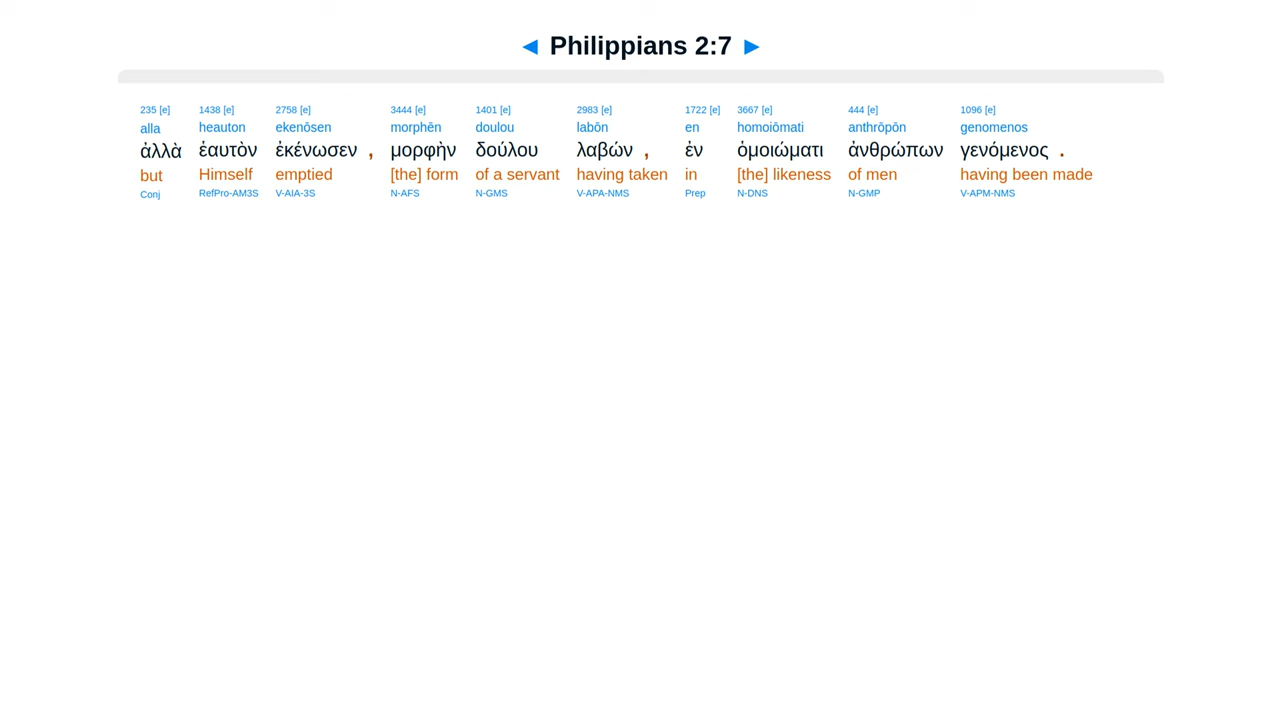 ◄ Philippians 2:7 ►
235 [e] 1438 [e] 2758 [e] 3444 [e] 1401 [e] 2983 [e] 1722 [e] 3667 [e] 444 [e] 1096 [e]
alla heauton ekenōsen morphēn doulou labōn en homoiōmati anthrōpōn genomenos
ἀλλὰ ἑαυτὸν ἐκένωσεν , μορφὴν δούλου λαβών , ἐν ὁμοιώματι ἀνθρώπων γενόμενος .
but Himself emptied [the] form of a servant having taken in [the] likeness of men having been made
Conj RefPro-AM3S V-AIA-3S N-AFS N-GMS V-APA-NMS Prep N-DNS N-GMP V-APM-NMS